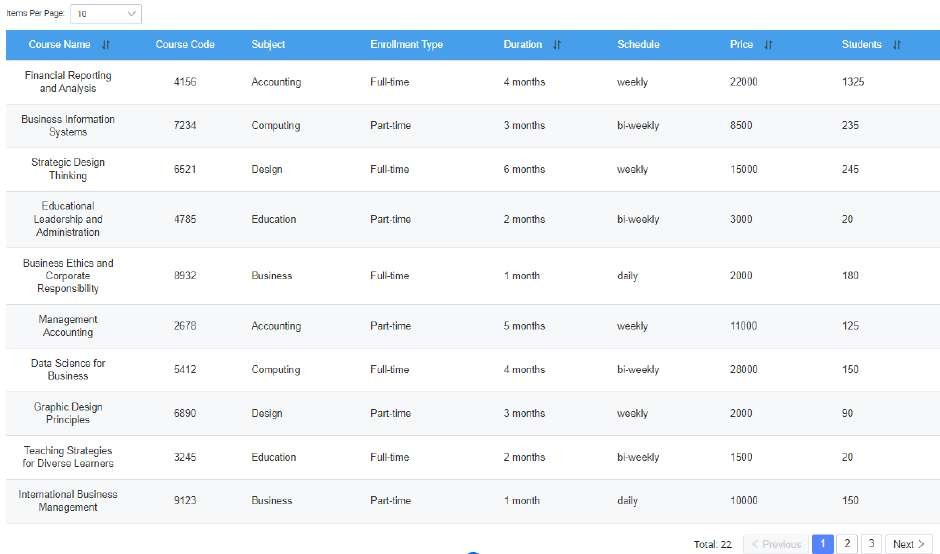 Items Per Page: 10
Course Name Course Code Subject Enrollment Type Duration Schedule Price Students
Financial Reporting
and Analysis
4156 Accounting Full-time 4 months weekly 22000 1325
Business Information
Systems
7234 Computing Part-time 3 months bi-weekly 8500 235
Strategic Design
Thinking
6521 Design Full-time 6 months weekly 15000 245
Educational
Leadership and
Administration
4785 Education Part-time 2 months bi-weekly 3000 20
Business Ethics and
Corporate
Responsibility
8932 Business Full-time 1 month daily 2000 180
Management
Accounting
2678 Accounting Part-time 5 months weekly 11000 125
Data Science for
Business
5412 Computing Full-time 4 months bi-weekly 28000 150
Graphic Design
Principles
6890 Design Part-time 3 months weekly 2000 90
Teaching Strategies
for Diverse Learners
3245 Education Full-time 2 months bi-weekly 1500 20
International Business
Management
9123 Business Part-time 1 month daily 10000 150
Total: 22 < Previous 1 2 3 Next >